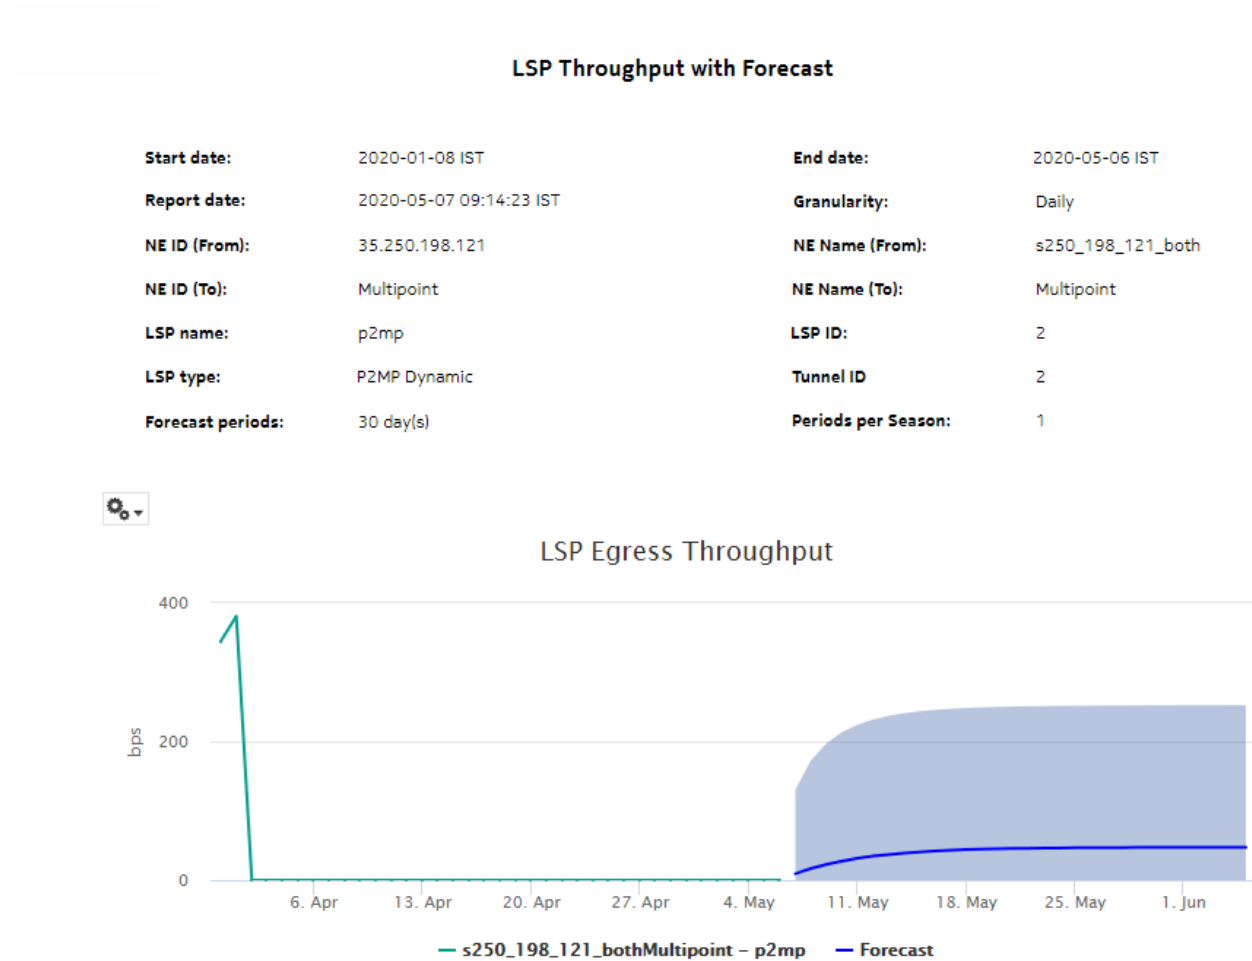 LSP Throughput with Forecast
Start date: 2020-01-08 IST End date: 2020-05-06 IST
Report date: 2020-05-07 09:14:23 IST Granularity: Daily
NE ID (From): 35.250.198.121 NE Name (From): s250_198_121_both
NE ID (To): Multipoint NE Name (To): Multipoint
LSP name: p2mp LSP ID: 2
LSP type: P2MP Dynamic Tunnel ID 2
Forecast periods: 30 day(s) Periods per Season: 1
LSP Egress Throughput
400
bps
200
0
6. Apr 13. Apr 20. Apr 27. Apr 4. May 11. May 18. May 25. May 1. Jun
s250_198_121_bothMultipoint – p2mp Forecast